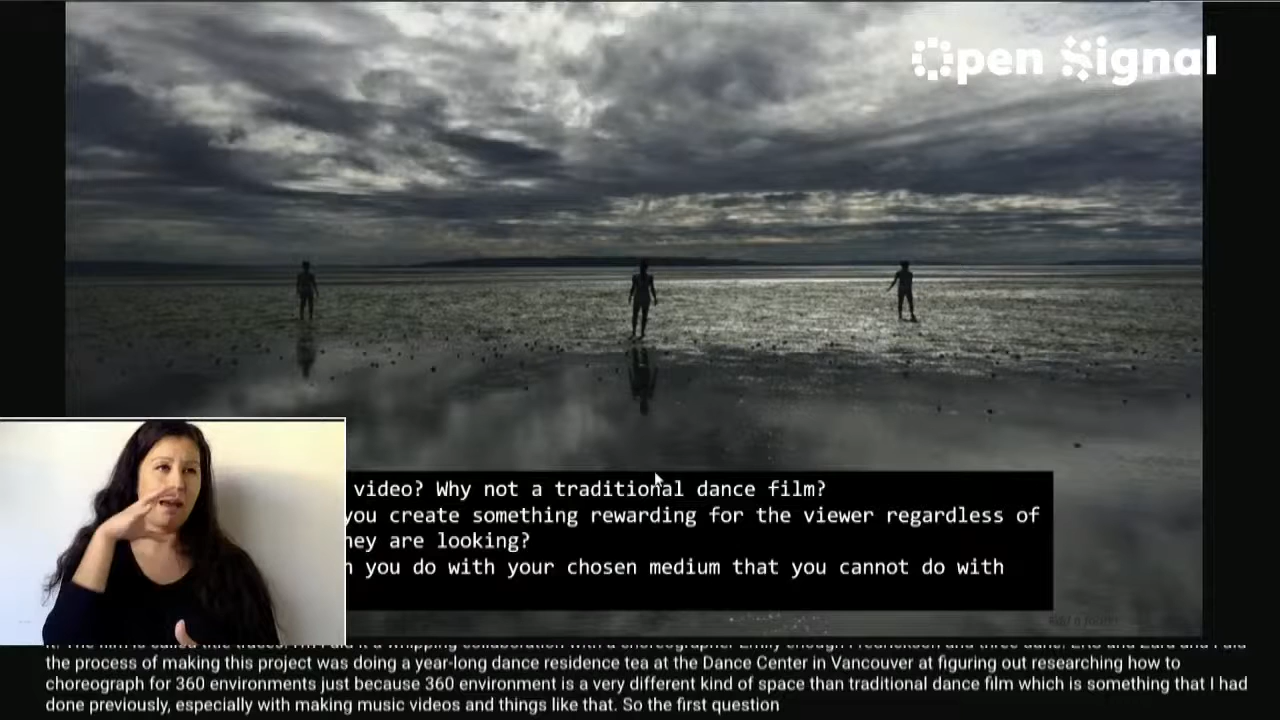 Open Signal
video? Why not a traditional dance film?
you create something rewarding for the viewer regardless of
hey are looking?
n you do with your chosen medium that you cannot do with
the process of making this project was doing a year-long dance residence tea at the Dance Center in Vancouver at figuring out researching how to
choreograph for 360 environments just because 360 environment is a very different kind of space than traditional dance film which is something that I had
done previously, especially with making music videos and things like that. So the first question